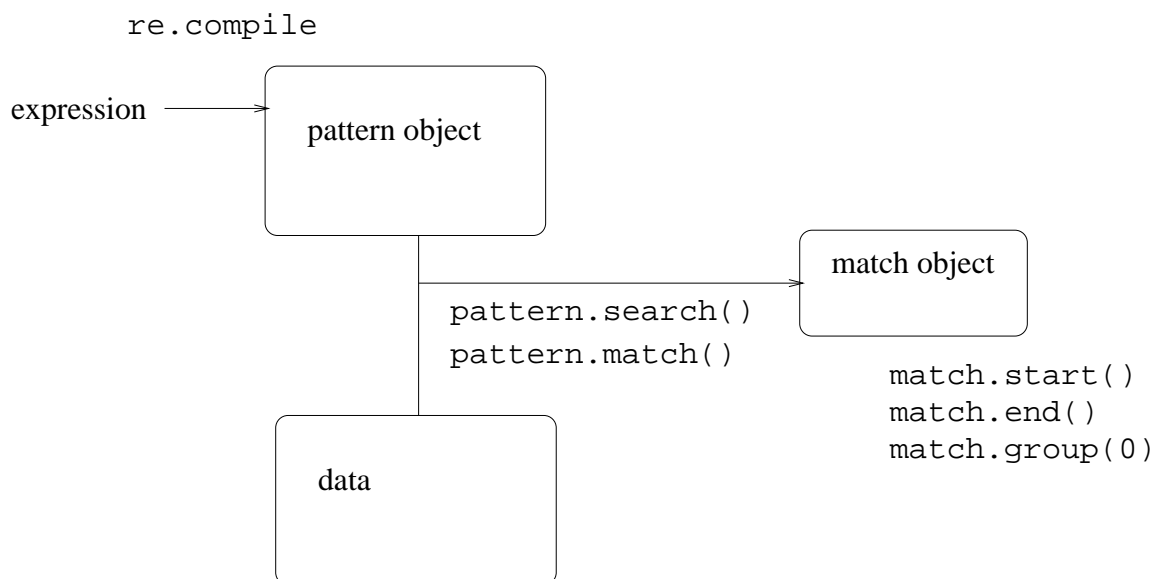 re.compile
expression
pattern object
match object
pattern.search()
pattern.match()
match.start()
match.end()
match.group(0)
data